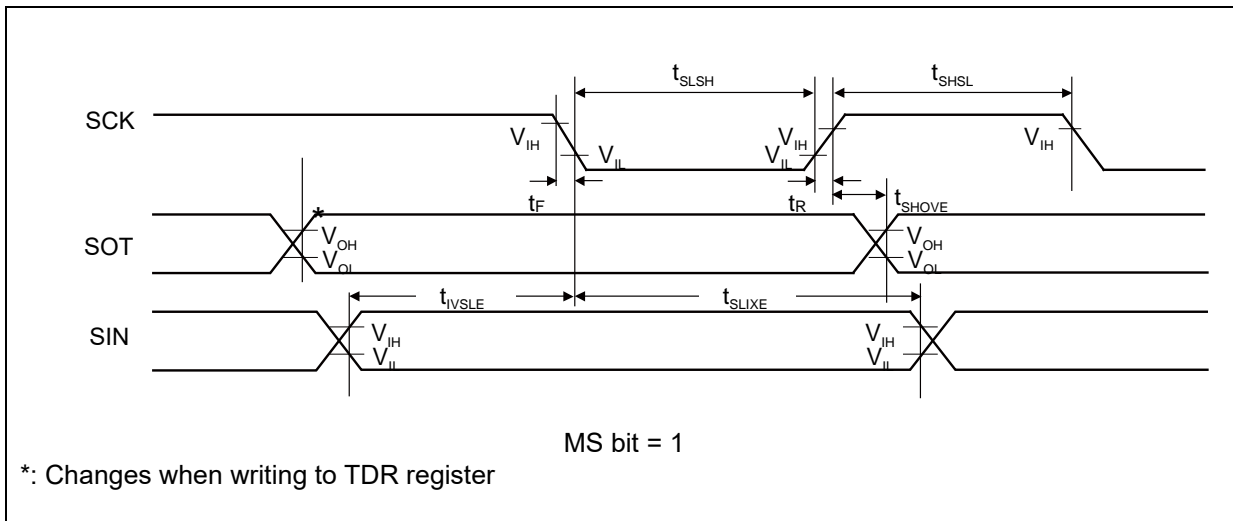 tSLSH tSHSL
SCK
VIH VIL VIH VIL VIH
tF tR tSHOVE
*
SOT
VOH VOH
VOL VOL
tIVSLE tSLIXE
SIN
VIH VIH
VIL VIL
MS bit = 1
*: Changes when writing to TDR register